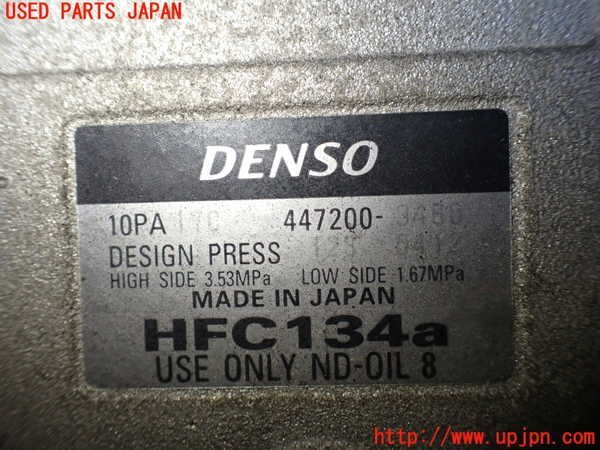 USED PARTS JAPAN
DENSO
10PA 17C 447200-
DESIGN PRESS
HIGH SIDE 3.53MPa LOW SIDE 1.67MPa
MADE IN JAPAN
HFC134a
USE ONLY ND-OIL 8
http://www.upjpn.com/